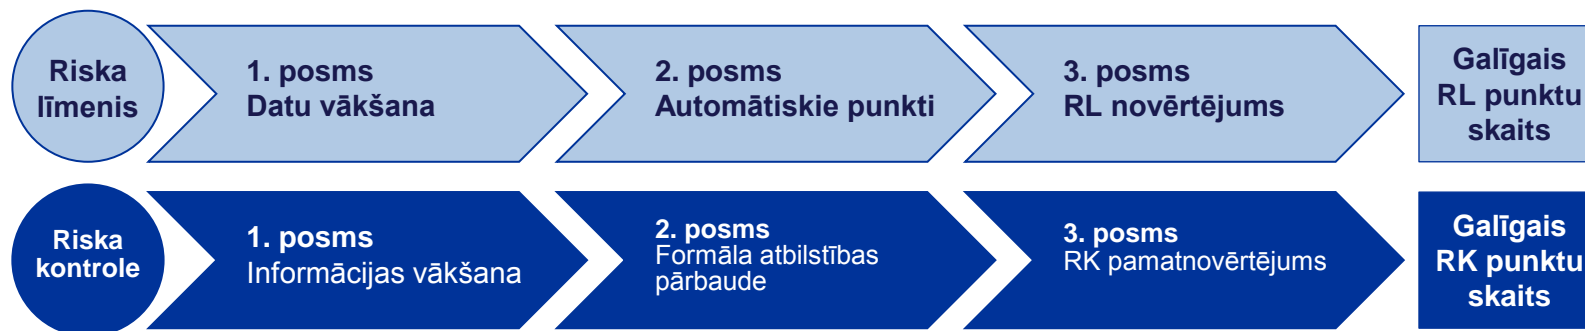 Riska
līmenis
1. posms
Datu vākšana
2. posms
Automātiskie punkti
3. posms
RL novērtējums
Galīgais
RL punktu
skaits
Riska
kontrole
1. posms
Informācijas vākšana
2. posms
Formāla atbilstības
pārbaude
3. posms
RK pamatnovērtējums
Galīgais
RK punktu
skaits